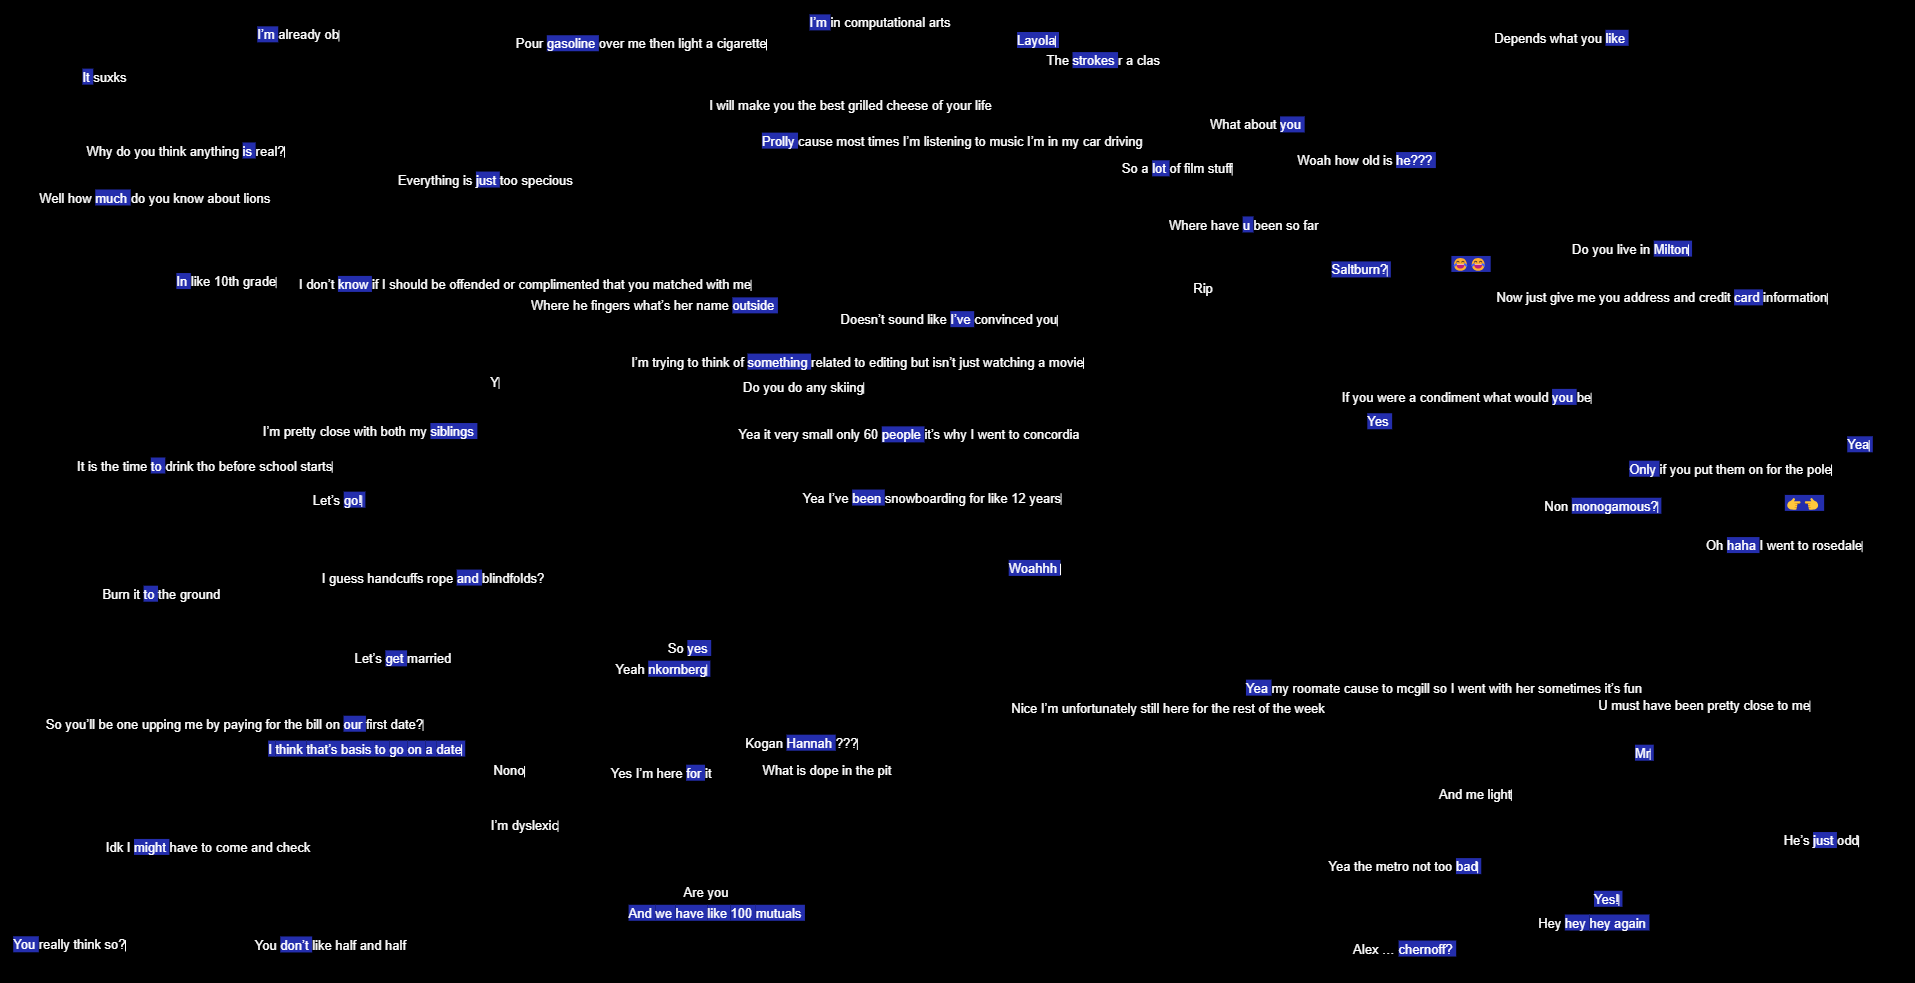 I'm in computational arts
I'm already ob
Pour gasoline over me then light a cigarette
Layola
Depends what you like
The strokes r a clas
It suxks
I will make you the best grilled cheese of your life
What about you
Prolly cause most times I'm listening to music I'm in my car driving
Why do you think anything is real?
Woah how old is he???
So a lot of film stuff
Everything is just too specious
Well how much do you know about lions
Where have u been so far
Do you live in Milton
😂😂
Saltburn?
In like 10th grade
I don't know if I should be offended or complimented that you matched with me
Rip
Now just give me you address and credit card information
Where he fingers what's her name outside
Doesn't sound like I've convinced you
I'm trying to think of something related to editing but isn't just watching a movie
Y
Do you do any skiing
If you were a condiment what would you be
Yes
I'm pretty close with both my siblings
Yea it very small only 60 people it's why I went to concordia
Yea
It is the time to drink tho before school starts
Only if you put them on for the pole
Let's go!
Yea I've been snowboarding for like 12 years
Non monogamous?
👉👈
Oh haha I went to rosedale
Woahhh
I guess handcuffs rope and blindfolds?
Burn it to the ground
So yes
Let's get married
Yeah nkornberg
Yea my roomate cause to mcgill so I went with her sometimes it's fun
Nice I'm unfortunately still here for the rest of the week
U must have been pretty close to me
So you'll be one upping me by paying for the bill on our first date?
Kogan Hannah ???
I think that's basis to go on a date
Mr
Nono
Yes I'm here for it
What is dope in the pit
And me light
I'm dyslexic
He's just odd
Idk I might have to come and check
Yea the metro not too bad
Are you
Yes!
And we have like 100 mutuals
Hey hey hey again
You really think so?
You don't like half and half
Alex ... chernoff?